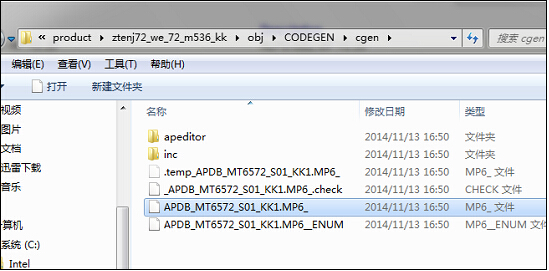 product ▸ ztenj72_we_72_m536_kk ▸ obj ▸ CODEGEN ▸ cgen ▸ 搜索 cgen
编辑(E) 查看(V) 工具(T) 帮助(H)
打开 新建文件夹
名称 修改日期 类型
视频
图片
文档
迅雷下载
音乐
计算机
系统 (C:)
Intel
apeditor 2014/11/13 16:50 文件夹
inc 2014/11/13 16:50 文件夹
.temp_APDB_MT6572_S01_KK1.MP6_ 2014/11/13 16:50 MP6_ 文件
_APDB_MT6572_S01_KK1.MP6_.check 2014/11/13 16:50 CHECK 文件
APDB_MT6572_S01_KK1.MP6_ 2014/11/13 16:50 MP6_ 文件
APDB_MT6572_S01_KK1.MP6__ENUM 2014/11/13 16:50 MP6__ENUM 文件